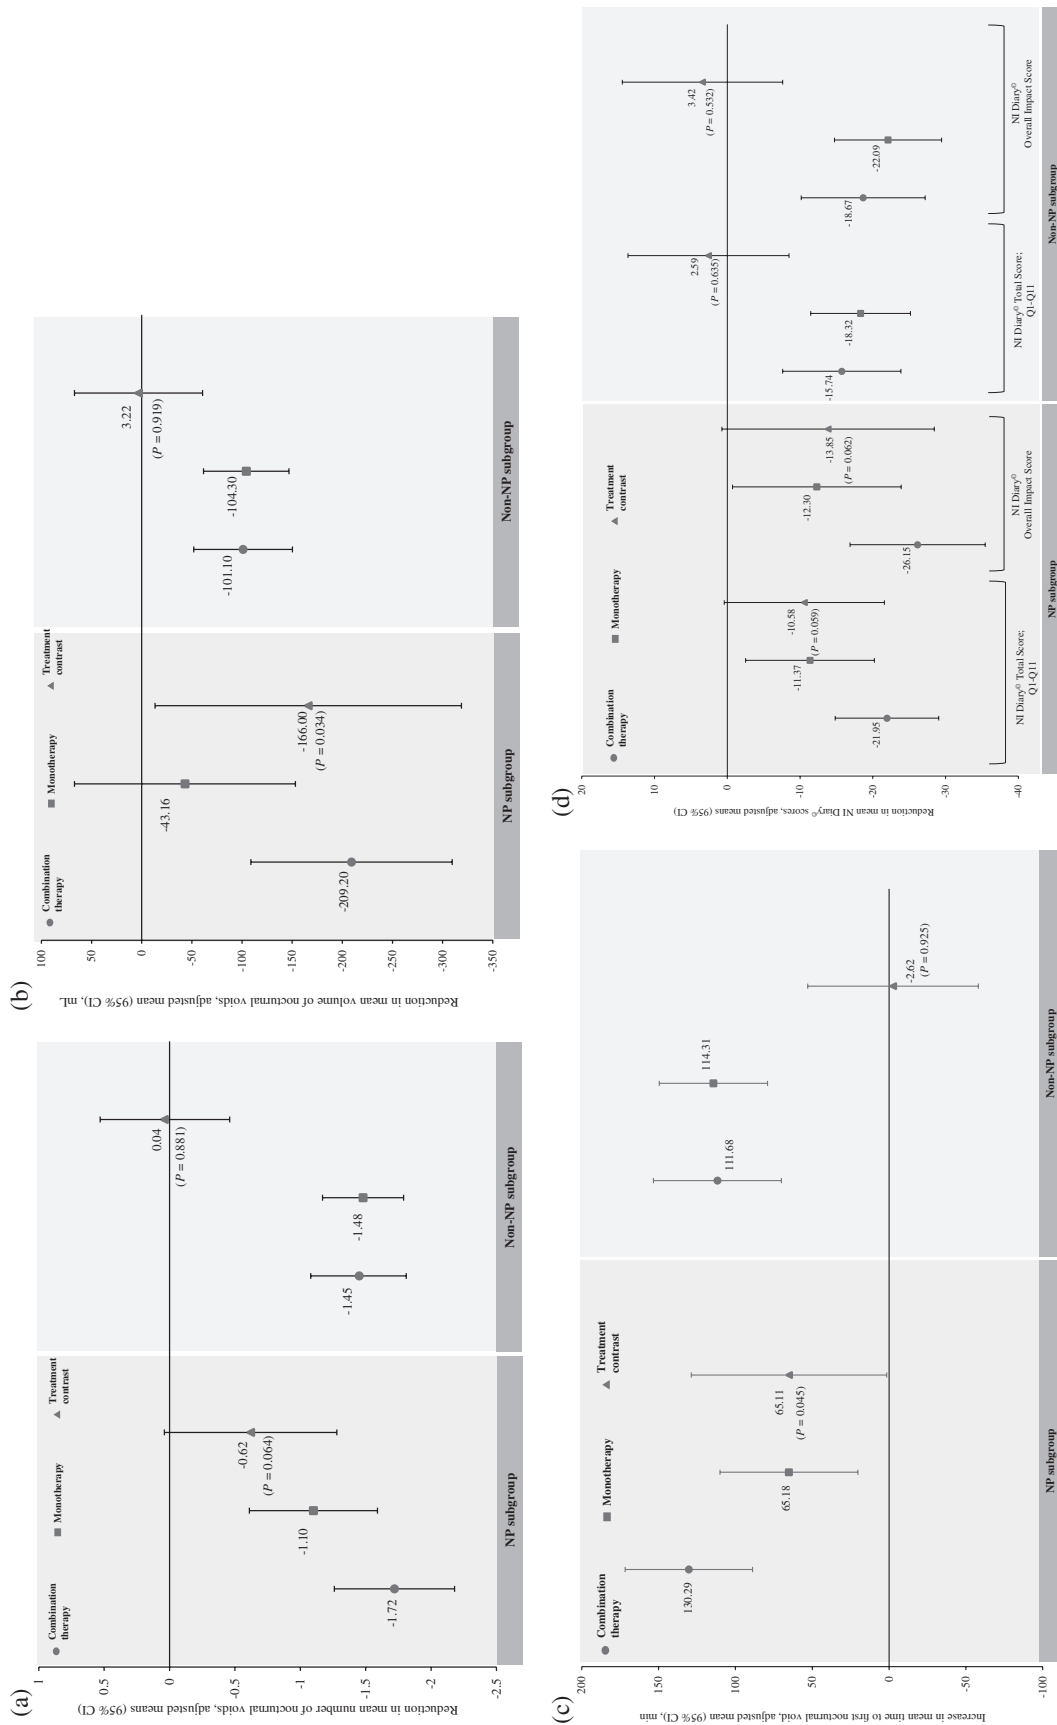 (a)
Reduction in mean number of nocturnal voids, adjusted means (95% CI)
1
0.5
0
-0.5
-1
-1.5
-2
-2.5
Combination
therapy
Monotherapy
Treatment
contrast
-1.72
-1.10
-0.62
(P = 0.064)
-1.45
-1.48
0.04
(P = 0.881)
NP subgroup
Non-NP subgroup
(b)
Reduction in mean volume of nocturnal voids, adjusted mean (95% CI), mL
100
50
0
-50
-100
-150
-200
-250
-300
-350
Combination
therapy
Monotherapy
Treatment
contrast
-209.20
-43.16
-166.00
(P = 0.034)
-101.10
-104.30
3.22
(P = 0.919)
NP subgroup
Non-NP subgroup
(c)
Increase in mean time to first nocturnal void, adjusted mean (95% CI), min
200
150
100
50
0
-50
-100
Combination
therapy
Monotherapy
Treatment
contrast
130.29
65.18
65.11
(P = 0.045)
111.68
114.31
-2.62
(P = 0.925)
NP subgroup
Non-NP subgroup
(d)
Reduction in mean NI Diary© scores, adjusted means (95% CI)
20
10
0
-10
-20
-30
-40
Combination
therapy
Monotherapy
Treatment
contrast
-21.95
-11.37
-10.58
(P = 0.059)
-26.15
-12.30
-13.85
(P = 0.062)
-15.74
-18.32
2.59
(P = 0.635)
-18.67
-22.09
3.42
(P = 0.532)
NI Diary© Total Score;
Q1-Q11
NI Diary©
Overall Impact Score
NI Diary© Total Score;
Q1-Q11
NI Diary©
Overall Impact Score
NP subgroup
Non-NP subgroup